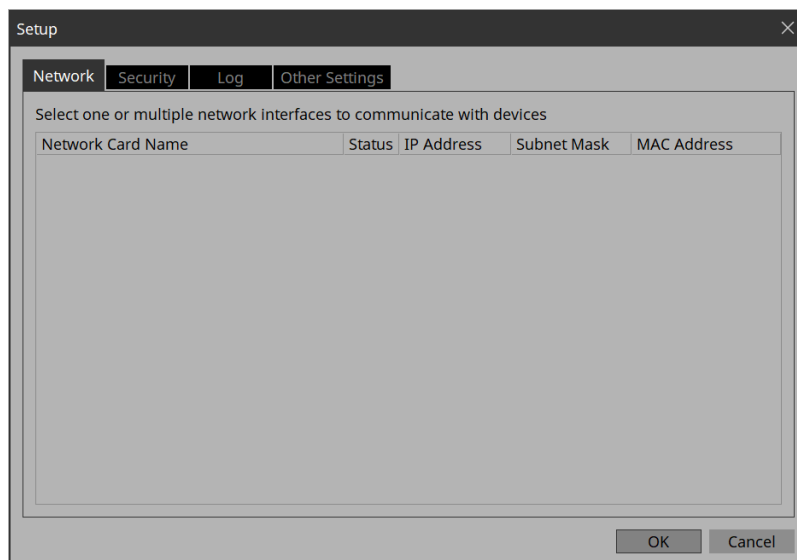 Setup
Network Security Log Other Settings
Select one or multiple network interfaces to communicate with devices
Network Card Name Status IP Address Subnet Mask MAC Address
OK Cancel